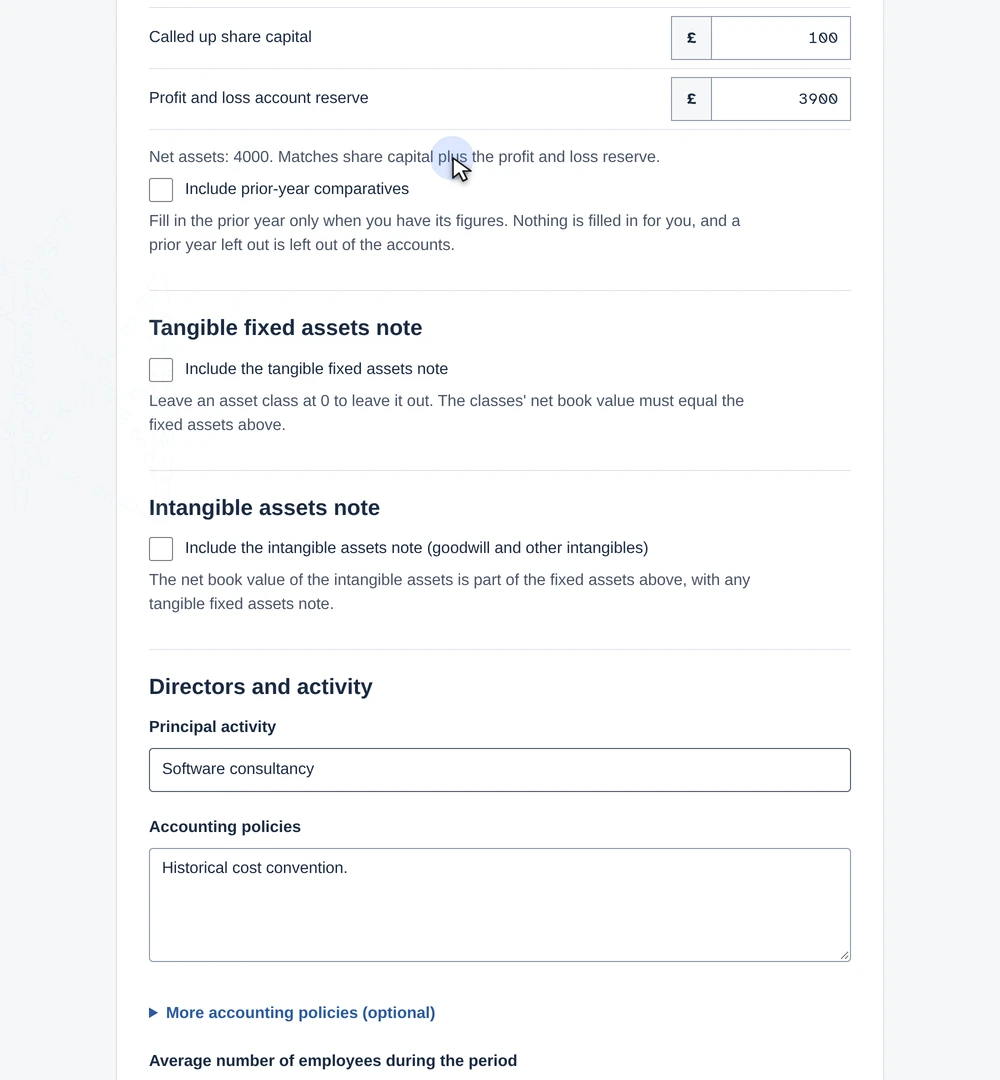 Called up share capital
£ 100
Profit and loss account reserve
£ 3900
Net assets: 4000. Matches share capital plus the profit and loss reserve.
Include prior-year comparatives
Fill in the prior year only when you have its figures. Nothing is filled in for you, and a
prior year left out is left out of the accounts.
Tangible fixed assets note
Include the tangible fixed assets note
Leave an asset class at 0 to leave it out. The classes' net book value must equal the
fixed assets above.
Intangible assets note
Include the intangible assets note (goodwill and other intangibles)
The net book value of the intangible assets is part of the fixed assets above, with any
tangible fixed assets note.
Directors and activity
Principal activity
Software consultancy
Accounting policies
Historical cost convention.
More accounting policies (optional)
Average number of employees during the period